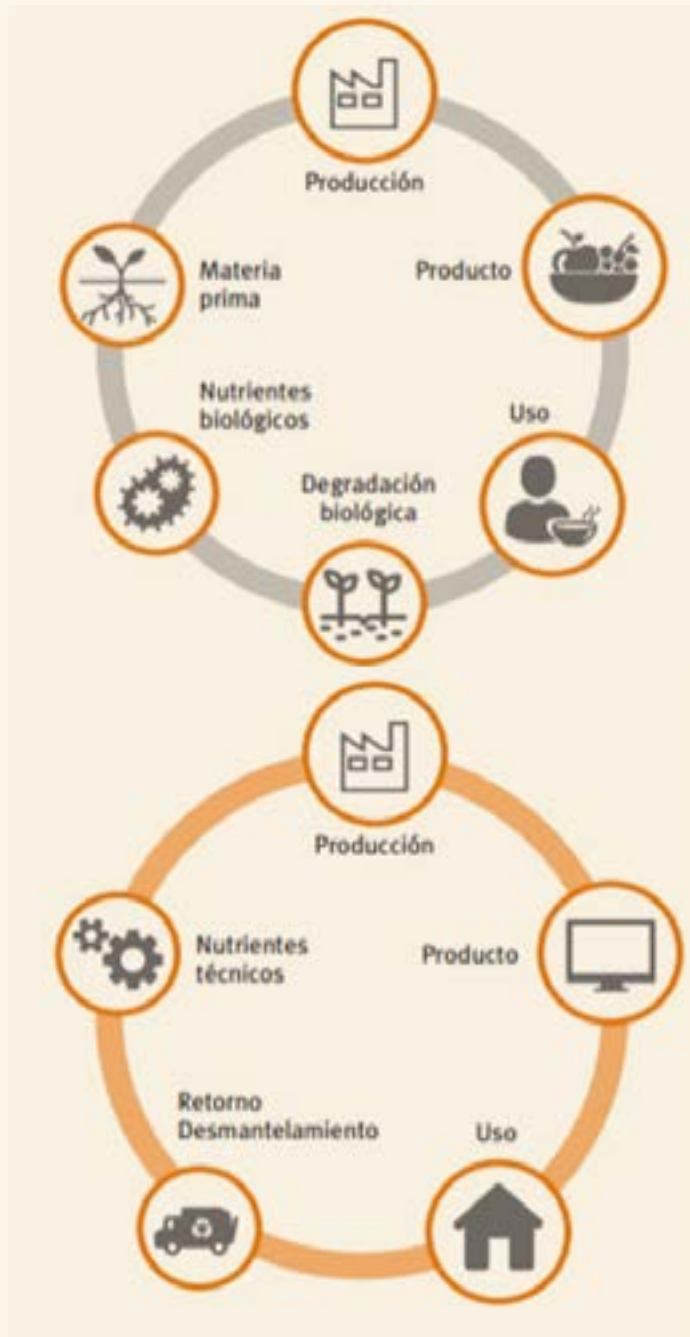 Producción
Materia
prima
Producto
Nutrientes
biológicos
Uso
Degradación
biológica
Producción
Nutrientes
técnicos
Producto
Retorno
Desmantelamiento
Uso